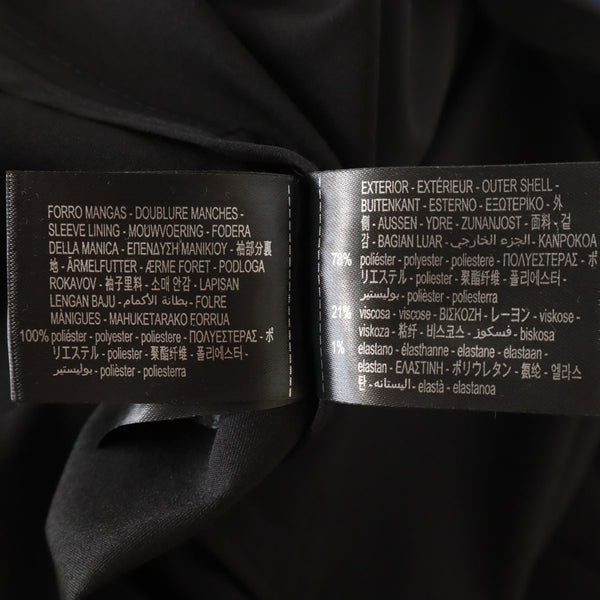 FORRO MANGAS - DOUBLURE MANCHES -
SLEEVE LINING - MOUWVOERING - FODERA
DELLA MANICA - ΕΠΕΝΔΥΣΗ ΜΑΝΙΚΙΟΥ - 袖部分裏
地 - ÄRMELFUTTER - ÆRME FORET - PODLOGA
ROKAVOV - 袖子里料 - 소매 안감 - LAPISAN
LENGAN BAJU - بطانة الأكمام - FOLRE
MÀNIGUES - MAHUKETARAKO FORRUA
100% poliéster - polyester - poliestere - ΠΟΛΥΕΣΤΕΡΑΣ - ポ
リエステル - poliester - 聚酯纤维 - 폴리에스터 -
بوليستير - polièster - poliesterra
EXTERIOR - EXTÉRIEUR - OUTER SHELL -
BUITENKANT - ESTERNO - ΕΞΩΤΕΡΙΚΟ - 外
側 - AUSSEN - YDRE - ZUNANJOST - 面料 - 겉
감 - BAGIAN LUAR - الجزء الخارجي - KANPOKOA
78% poliéster - polyester - poliestere - ΠΟΛΥΕΣΤΕΡΑΣ - ポ
リエステル - poliester - 聚酯纤维 - 폴리에스터 -
بوليستير - polièster - poliesterra
21% viscosa - viscose - ΒΙΣΚΟΖΗ - レーヨン - viskose -
viskoza - 粘纤 - 비스코스 - فسكوز - biskosa
1% elastano - élasthanne - elastane - elastaan -
elastan - ΕΛΑΣΤΙΝΗ - ポリウレタン - 氨纶 - 엘라스
탄 - اليستانه - elastà - elastanoa